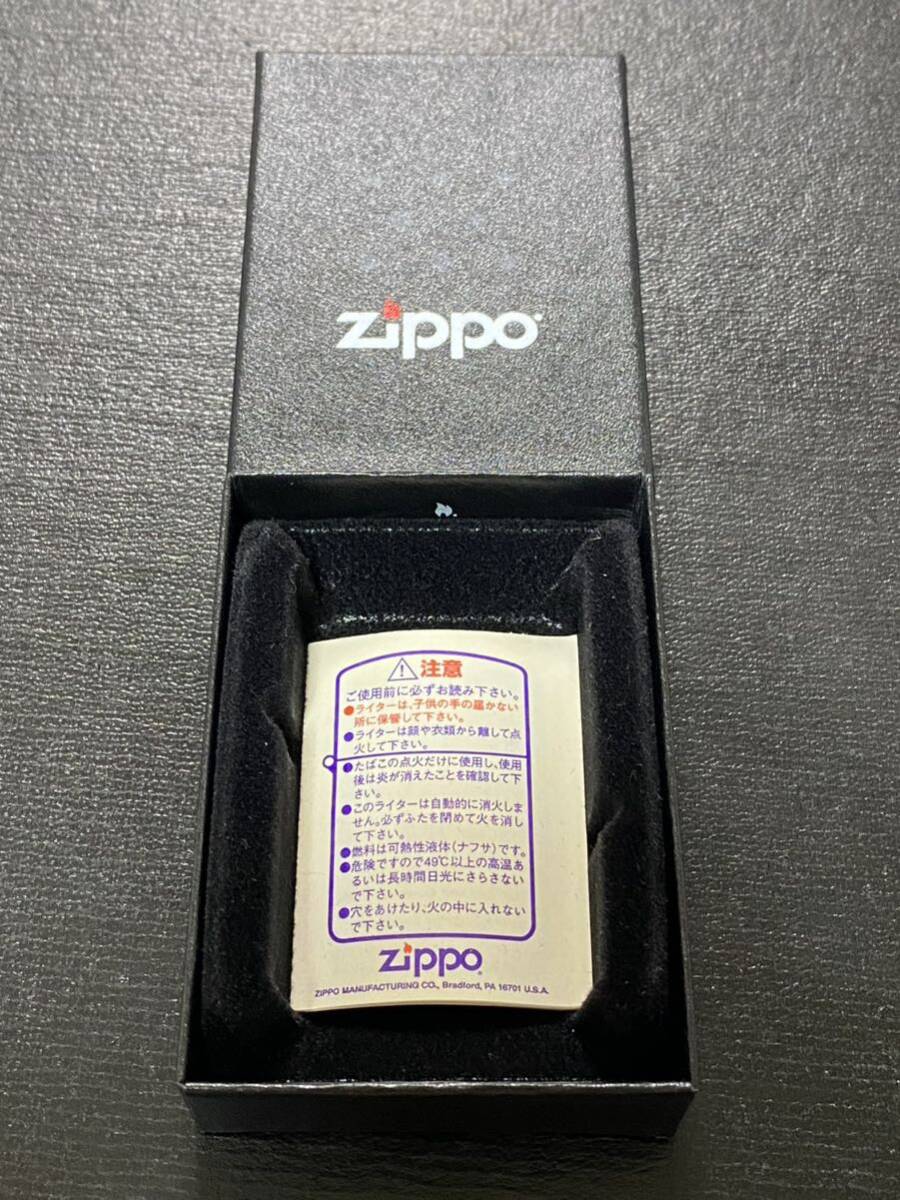 zippo
注意
ご使用前に必ずお読み下さい。
●ライターは、子供の手の届かない
所に保管して下さい。
●ライターは顔や衣類から離して点
火して下さい。
●たばこの点火だけに使用し、使用
後は炎が消えたことを確認して下
さい。
●このライターは自動的に消火しま
せん。必ずふたを閉めて火を消し
て下さい。
●燃料は可熱性液体(ナフサ)です。
●危険ですので49℃以上の高温あ
るいは長時間日光にさらさない
で下さい。
●穴をあけたり、火の中に入れない
で下さい。
zippo
ZIPPO MANUFACTURING CO., Bradford, PA 16701 U.S.A.